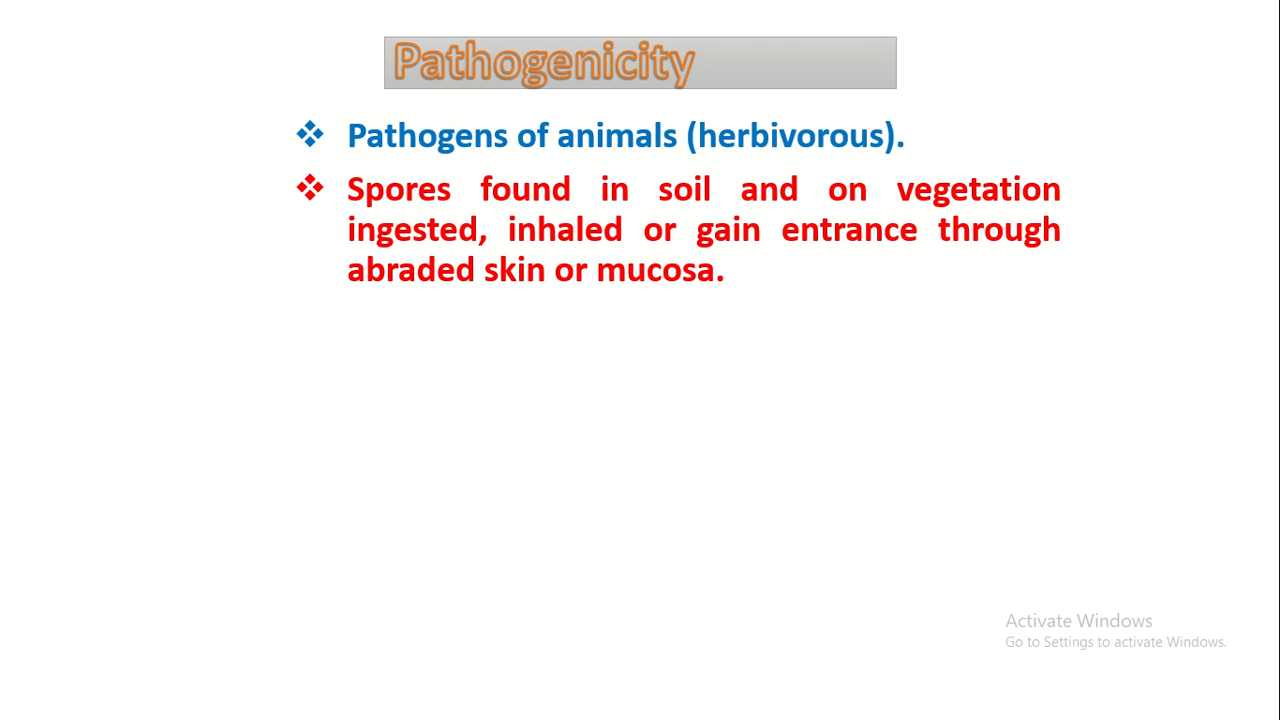 Pathogenicity
❖ Pathogens of animals (herbivorous).
❖ Spores found in soil and on vegetation
ingested, inhaled or gain entrance through
abraded skin or mucosa.
Activate Windows
Go to Settings to activate Windows.